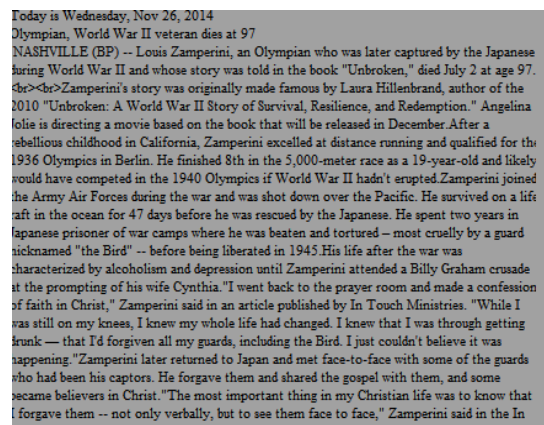 Today is Wednesday, Nov 26, 2014
Olympian, World War II veteran dies at 97
NASHVILLE (BP) -- Louis Zamperini, an Olympian who was later captured by the Japanese
during World War II and whose story was told in the book "Unbroken," died July 2 at age 97.
<br><br>Zamperini's story was originally made famous by Laura Hillenbrand, author of the
2010 "Unbroken: A World War II Story of Survival, Resilience, and Redemption." Angelina
Jolie is directing a movie based on the book that will be released in December.After a
rebellious childhood in California, Zamperini excelled at distance running and qualified for the
1936 Olympics in Berlin. He finished 8th in the 5,000-meter race as a 19-year-old and likely
would have competed in the 1940 Olympics if World War II hadn't erupted.Zamperini joined
the Army Air Forces during the war and was shot down over the Pacific. He survived on a life
raft in the ocean for 47 days before he was rescued by the Japanese. He spent two years in
Japanese prisoner of war camps where he was beaten and tortured – most cruelly by a guard
nicknamed "the Bird" -- before being liberated in 1945.His life after the war was
characterized by alcoholism and depression until Zamperini attended a Billy Graham crusade
at the prompting of his wife Cynthia."I went back to the prayer room and made a confession
of faith in Christ," Zamperini said in an article published by In Touch Ministries. "While I
was still on my knees, I knew my whole life had changed. I knew that I was through getting
drunk — that I'd forgiven all my guards, including the Bird. I just couldn't believe it was
happening."Zamperini later returned to Japan and met face-to-face with some of the guards
who had been his captors. He forgave them and shared the gospel with them, and some
became believers in Christ."The most important thing in my Christian life was to know that
I forgave them -- not only verbally, but to see them face to face," Zamperini said in the In